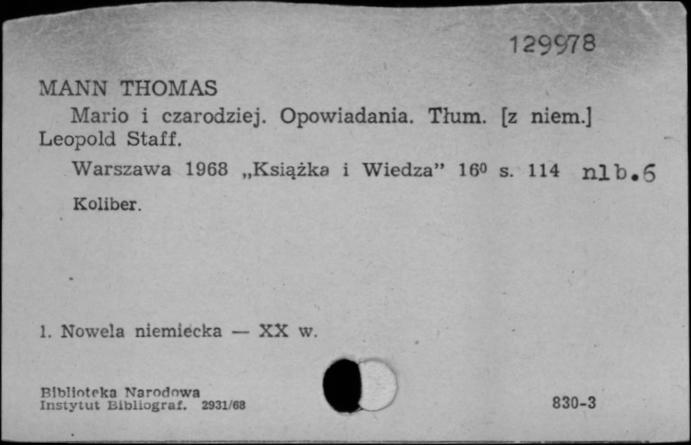 129978
MANN THOMAS
Mario i czarodziej. Opowiadania. Tłum. [z niem.]
Leopold Staff.
Warszawa 1968 „Książka i Wiedza” 16⁰ s. 114 nlb.6
Koliber.
1. Nowela niemiecka — XX w.
Biblioteka Narodowa
Instytut Bibliograf. 2931/68
830-3